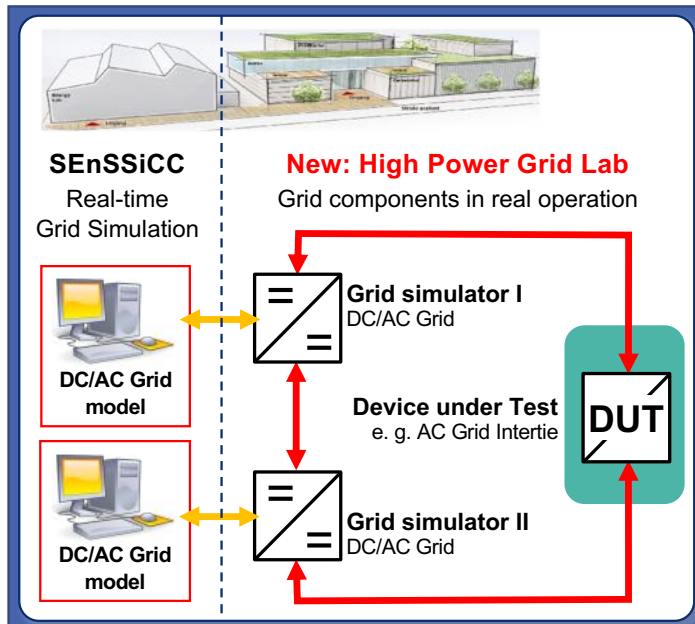 SEnSSiCC
Real-time
Grid Simulation
New: High Power Grid Lab
Grid components in real operation
DC/AC Grid
model
Grid simulator I
DC/AC Grid
Device under Test
e. g. AC Grid Intertie
DUT
DC/AC Grid
model
Grid simulator II
DC/AC Grid